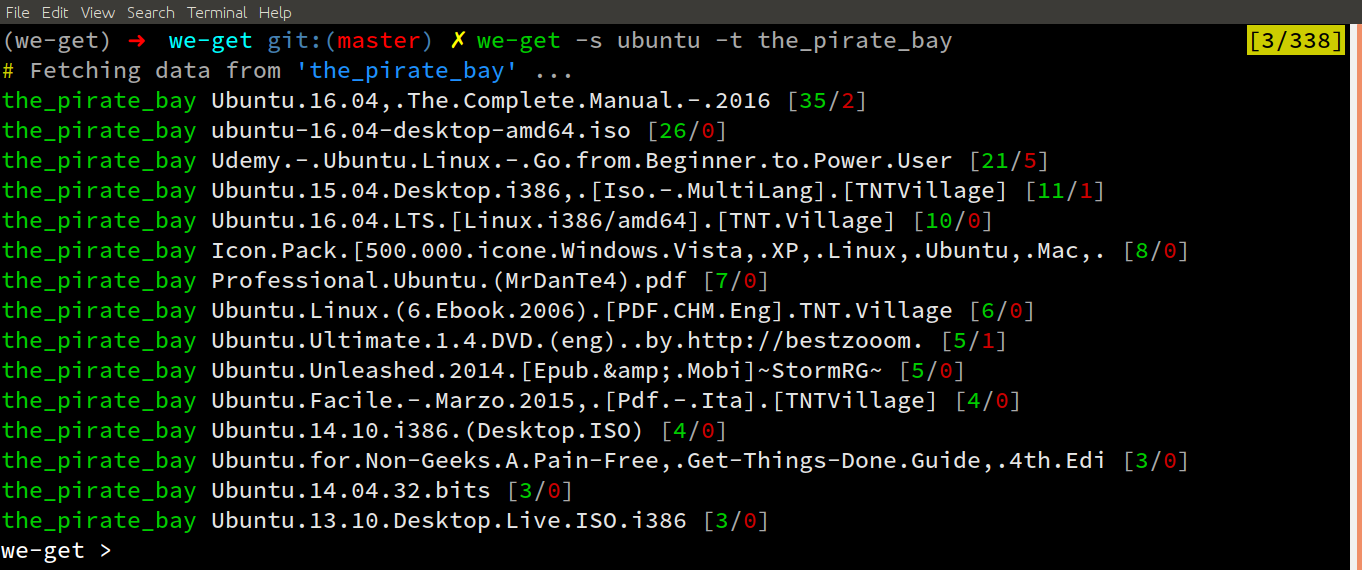 File Edit View Search Terminal Help
(we-get) ➜ we-get git:(master) ✗ we-get -s ubuntu -t the_pirate_bay [3/338]
# Fetching data from 'the_pirate_bay' ...
the_pirate_bay Ubuntu.16.04,.The.Complete.Manual.-.2016 [35/2]
the_pirate_bay ubuntu-16.04-desktop-amd64.iso [26/0]
the_pirate_bay Udemy.-.Ubuntu.Linux.-.Go.from.Beginner.to.Power.User [21/5]
the_pirate_bay Ubuntu.15.04.Desktop.i386,.[Iso.-.MultiLang].[TNTVillage] [11/1]
the_pirate_bay Ubuntu.16.04.LTS.[Linux.i386/amd64].[TNT.Village] [10/0]
the_pirate_bay Icon.Pack.[500.000.icone.Windows.Vista,.XP,.Linux,.Ubuntu,.Mac,. [8/0]
the_pirate_bay Professional.Ubuntu.(MrDanTe4).pdf [7/0]
the_pirate_bay Ubuntu.Linux.(6.Ebook.2006).[PDF.CHM.Eng].TNT.Village [6/0]
the_pirate_bay Ubuntu.Ultimate.1.4.DVD.(eng)..by.http://bestzooom. [5/1]
the_pirate_bay Ubuntu.Unleashed.2014.[Epub.&amp;.Mobi]~StormRG~ [5/0]
the_pirate_bay Ubuntu.Facile.-.Marzo.2015,.[Pdf.-.Ita].[TNTVillage] [4/0]
the_pirate_bay Ubuntu.14.10.i386.(Desktop.ISO) [4/0]
the_pirate_bay Ubuntu.for.Non-Geeks.A.Pain-Free,.Get-Things-Done.Guide,.4th.Edi [3/0]
the_pirate_bay Ubuntu.14.04.32.bits [3/0]
the_pirate_bay Ubuntu.13.10.Desktop.Live.ISO.i386 [3/0]
we-get >